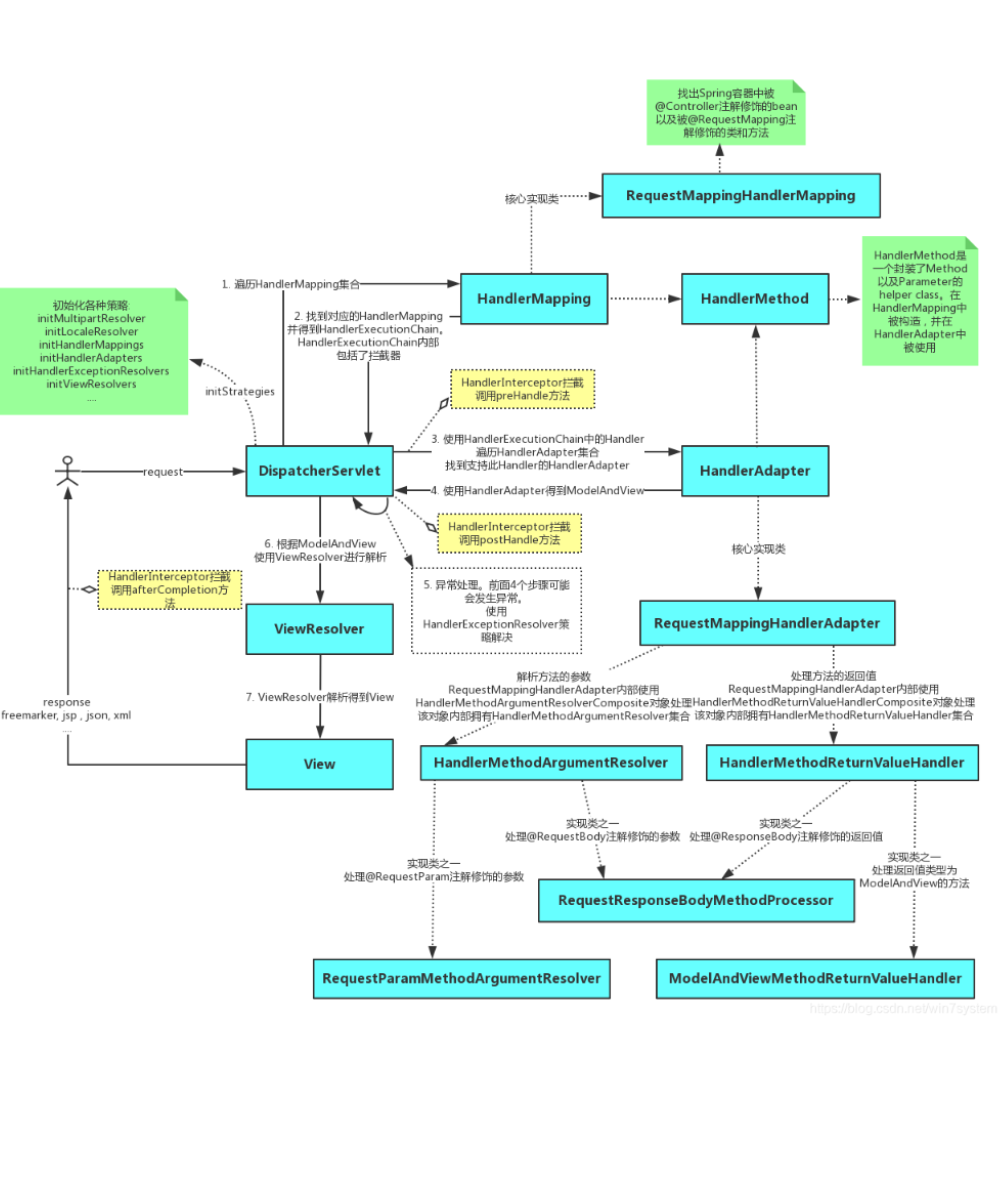 找出Spring容器中被
@Controller注解修饰的bean
以及被@RequestMapping注
解修饰的类和方法
核心实现类
RequestMappingHandlerMapping
HandlerMethod是
一个封装了Method
以及Parameter的
helper class。在
HandlerMapping中
被构造，并在
HandlerAdapter中
被使用
1. 遍历HandlerMapping集合
HandlerMapping
HandlerMethod
初始化各种策略
initMultipartResolver
initLocaleResolver
initHandlerMappings
initHandlerAdapters
initHandlerExceptionResolvers
initViewResolvers
....
2. 找到对应的HandlerMapping
并得到HandlerExecutionChain。
HandlerExecutionChain内部
包括了拦截器
initStrategies
HandlerInterceptor拦截
调用preHandle方法
3. 使用HandlerExecutionChain中的Handler
遍历HandlerAdapter集合
找到支持此Handler的HandlerAdapter
request
DispatcherServlet
HandlerAdapter
4. 使用HandlerAdapter得到ModelAndView
HandlerInterceptor拦截
调用postHandle方法
6. 根据ModelAndView
使用ViewResolver进行解析
核心实现类
HandlerInterceptor拦截
调用afterCompletion方
法
5. 异常处理。前面4个步骤可能
会发生异常。
使用
HandlerExceptionResolver策
略解决
ViewResolver
RequestMappingHandlerAdapter
解析方法的参数
RequestMappingHandlerAdapter内部使用
HandlerMethodArgumentResolverComposite对象处理
该对象内部拥有HandlerMethodArgumentResolver集合
处理方法的返回值
RequestMappingHandlerAdapter内部使用
HandlerMethodReturnValueHandlerComposite对象处理
该对象内部拥有HandlerMethodReturnValueHandler集合
7. ViewResolver解析得到View
response
freemarker, jsp , json, xml
....
View
HandlerMethodArgumentResolver
HandlerMethodReturnValueHandler
实现类之一
处理@RequestBody注解修饰的参数
实现类之一
处理@ResponseBody注解修饰的返回值
实现类之一
处理@RequestParam注解修饰的参数
实现类之一
处理返回值类型为
ModelAndView的方法
RequestResponseBodyMethodProcessor
RequestParamMethodArgumentResolver
ModelAndViewMethodReturnValueHandler
https://blog.csdn.net/win7system